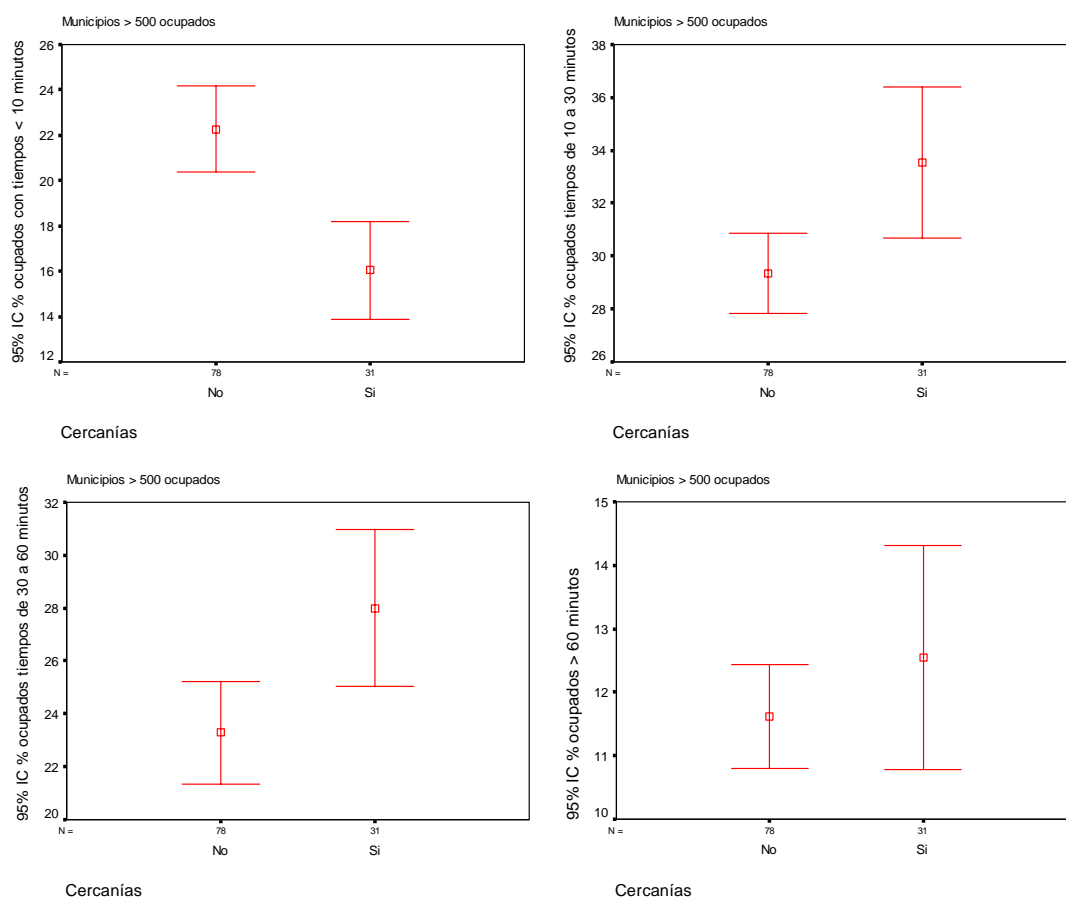 Municipios > 500 ocupados
95% IC % ocupados con tiempos < 10 minutos
26
24
22
20
18
16
14
12
N =
78
31
No
Si
Cercanías
Municipios > 500 ocupados
95% IC % ocupados tiempos de 10 a 30 minutos
38
36
34
32
30
28
26
N =
78
31
No
Si
Cercanías
Municipios > 500 ocupados
95% IC % ocupados tiempos de 30 a 60 minutos
32
30
28
26
24
22
20
N =
78
31
No
Si
Cercanías
Municipios > 500 ocupados
95% IC % ocupados > 60 minutos
15
14
13
12
11
10
N =
78
31
No
Si
Cercanías